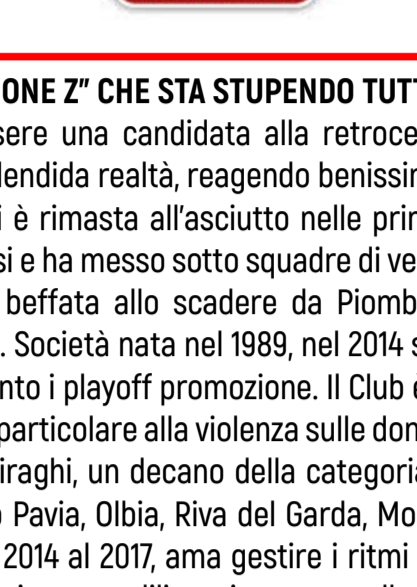 ONE Z” CHE STA STUPENDO TUTT
sere una candidata alla retroce
lendida realtà, reagendo benissi
i è rimasta all’asciutto nelle pri
si e ha messo sotto squadre di ve
beffata allo scadere da Piomb
. Società nata nel 1989, nel 2014 s
nto i playoff promozione. Il Club è
particolare alla violenza sulle don
iraghi, un decano della categoria
o Pavia, Olbia, Riva del Garda, Mo
2014 al 2017, ama gestire i ritmi